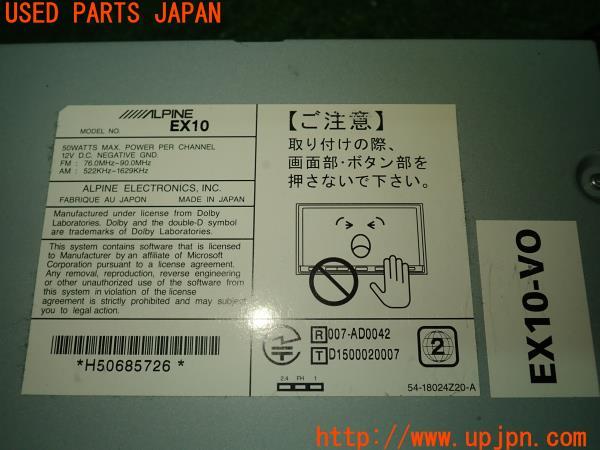 USED PARTS JAPAN
ALPINE
MODEL NO. EX10
50WATTS MAX. POWER PER CHANNEL
12V D.C. NEGATIVE GND.
FM : 76.0MHz-90.0MHz
AM : 522KHz-1629KHz
ALPINE ELECTRONICS, INC.
FABRIQUE AU JAPON MADE IN JAPAN
Manufactured under license from Dolby
Laboratories. Dolby and the double-D symbol
are trademarks of Dolby Laboratories.
This system contains software that is licensed
to Manufacturer by an affiliate of Microsoft
Corporation pursuant to a license agreement.
Any removal, reproduction, reverse engineering
or other unauthorized use of the software from
this system in violation of the license
agreement is strictly prohibited and may subject
you to legal action.
*H50685726*
【ご注意】
取り付けの際、
画面部・ボタン部を
押さないで下さい。
R 007-AD0042
T D1500020007
2
2.4 FH 1
54-18024Z20-A
EX10-VO
http://www.upjpn.com/